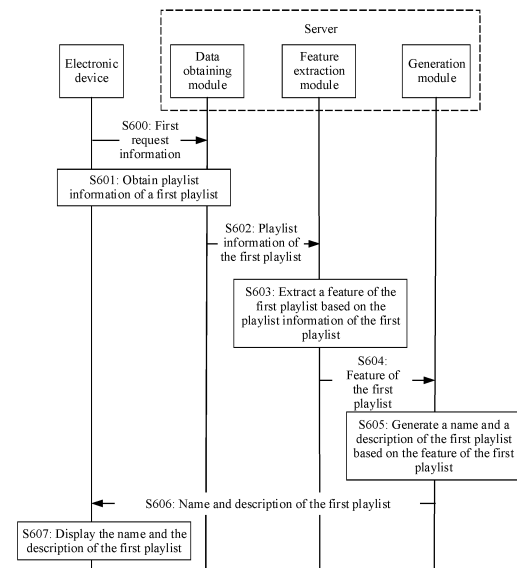 Server
Electronic
device
Data
obtaining
module
Feature
extraction
module
Generation
module
S600: First
request
information
S601: Obtain playlist
information of a first playlist
S602: Playlist
information of
the first playlist
S603: Extract a feature of the
first playlist based on the
playlist information of the first
playlist
S604:
Feature of
the first
playlist
S605: Generate a name and a
description of the first playlist
based on the feature of the first
playlist
S606: Name and description of the first playlist
S607: Display the name and the
description of the first playlist